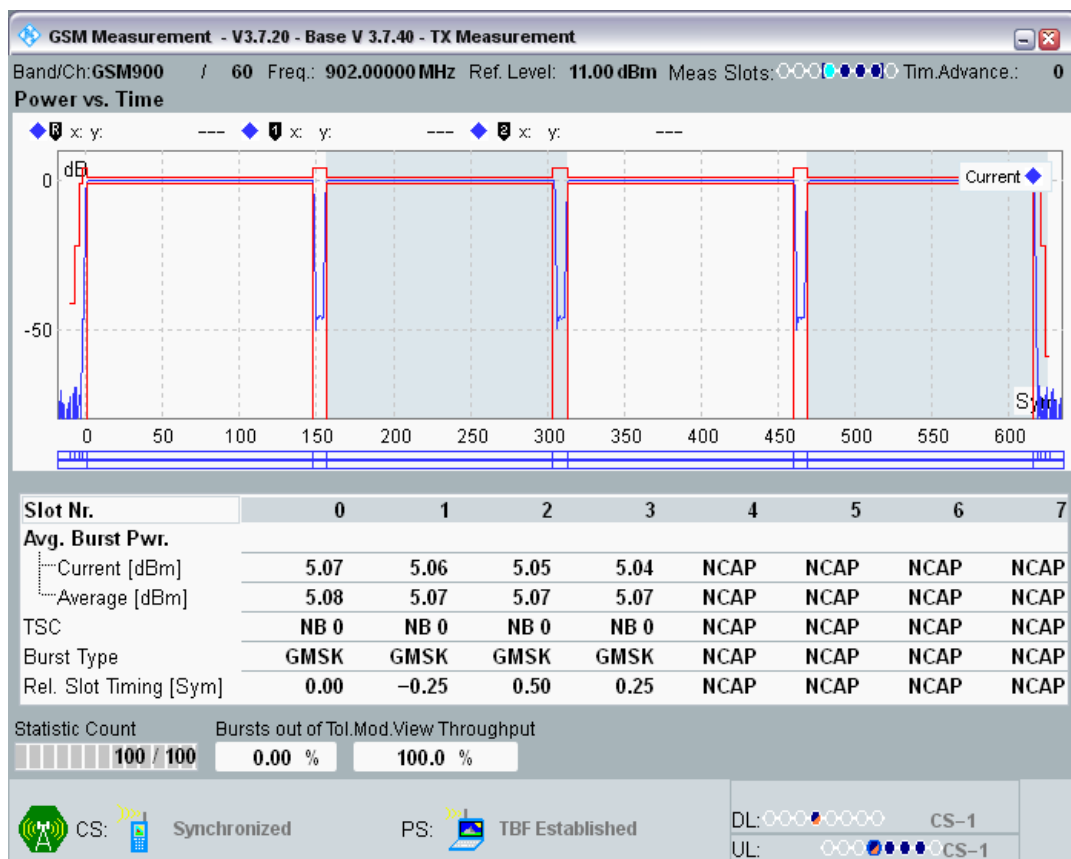 GSM Measurement - V3.7.20 - Base V 3.7.40 - TX Measurement
Band/Ch:GSM900 / 60 Freq.: 902.00000 MHz Ref. Level: 11.00 dBm Meas Slots: Tim.Advance.: 0
Power vs. Time
R x: y: --- 1 x: y: --- 2 x: y: ---
dB
Current
0
-50
Sym
0 50 100 150 200 250 300 350 400 450 500 550 600
Slot Nr. 0 1 2 3 4 5 6 7
Avg. Burst Pwr.
Current [dBm] 5.07 5.06 5.05 5.04 NCAP NCAP NCAP NCAP
Average [dBm] 5.08 5.07 5.07 5.07 NCAP NCAP NCAP NCAP
TSC NB 0 NB 0 NB 0 NB 0 NCAP NCAP NCAP NCAP
Burst Type GMSK GMSK GMSK GMSK NCAP NCAP NCAP NCAP
Rel. Slot Timing [Sym] 0.00 −0.25 0.50 0.25 NCAP NCAP NCAP NCAP
Statistic Count Bursts out of Tol.Mod.View Throughput
100 / 100 0.00 % 100.0 %
CS: Synchronized PS: TBF Established
DL: CS−1
UL: CS−1